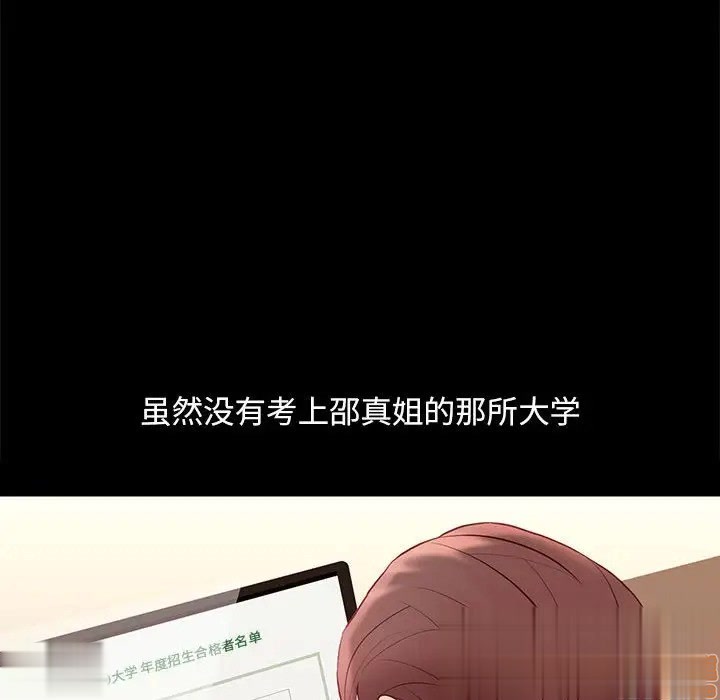 虽然没有考上邵真姐的那所大学
大学 年度招生合格者名单